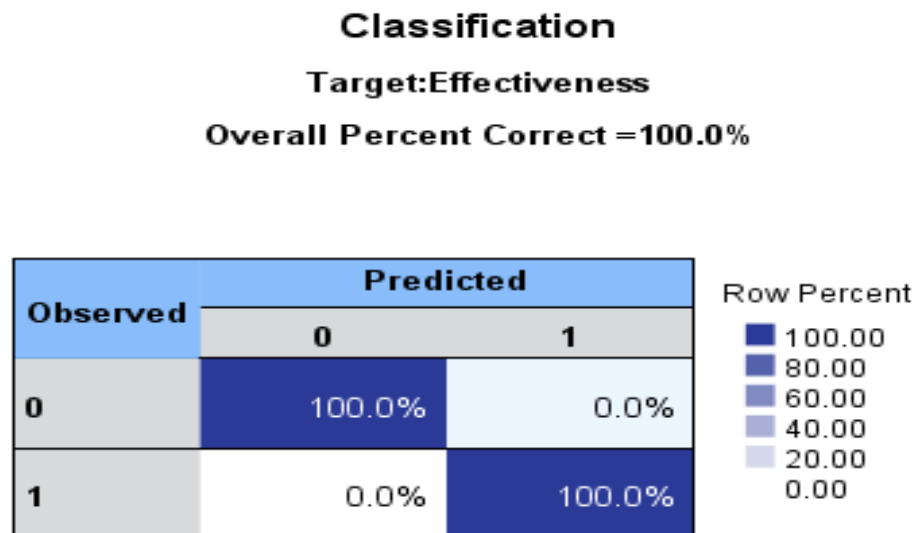 Classification
Target:Effectiveness
Overall Percent Correct =100.0%
Observed
Predicted
0 1
0 100.0% 0.0%
1 0.0% 100.0%
Row Percent
100.00
80.00
60.00
40.00
20.00
0.00